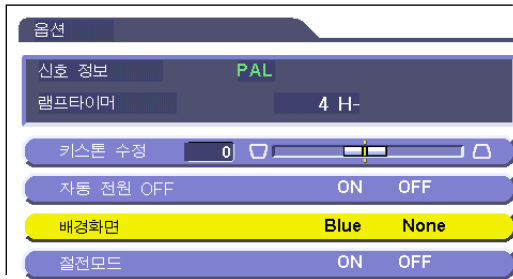 옵션
신호 정보 PAL
램프타이머 4 H-
키스톤 수정 0
자동 전원 OFF ON OFF
배경화면 Blue None
절전모드 ON OFF